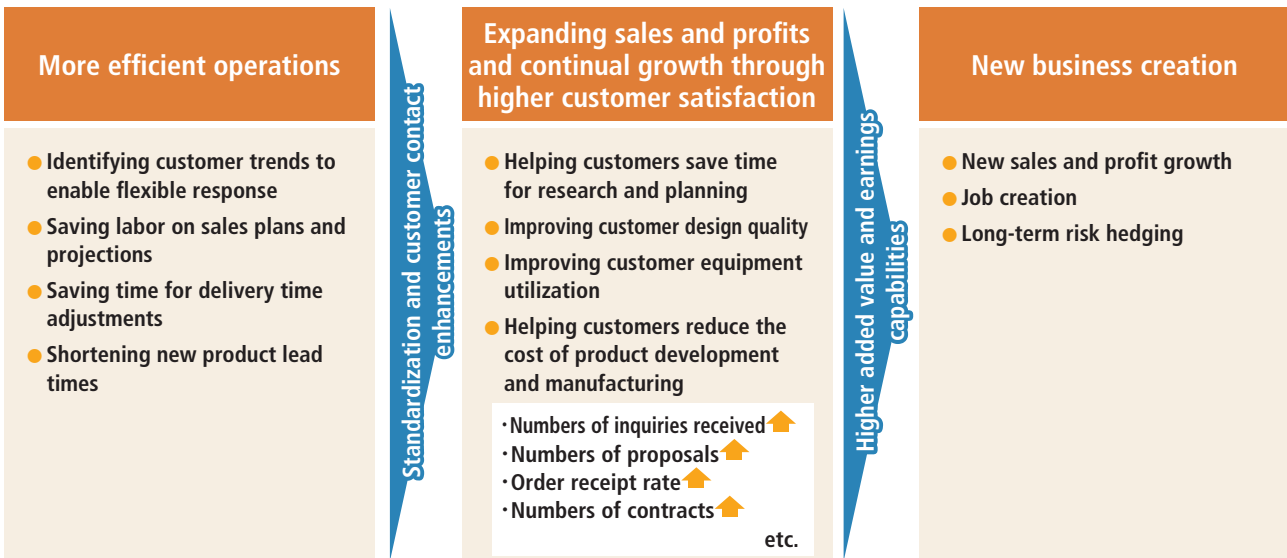 More efficient operations
● Identifying customer trends to
enable flexible response
● Saving labor on sales plans and
projections
● Saving time for delivery time
adjustments
● Shortening new product lead
times
Standardization and customer contact
enhancements
Expanding sales and profits
and continual growth through
higher customer satisfaction
● Helping customers save time
for research and planning
● Improving customer design quality
● Improving customer equipment
utilization
● Helping customers reduce the
cost of product development
and manufacturing
・Numbers of inquiries received
・Numbers of proposals
・Order receipt rate
・Numbers of contracts
etc.
Higher added value and earnings
capabilities
New business creation
● New sales and profit growth
● Job creation
● Long-term risk hedging